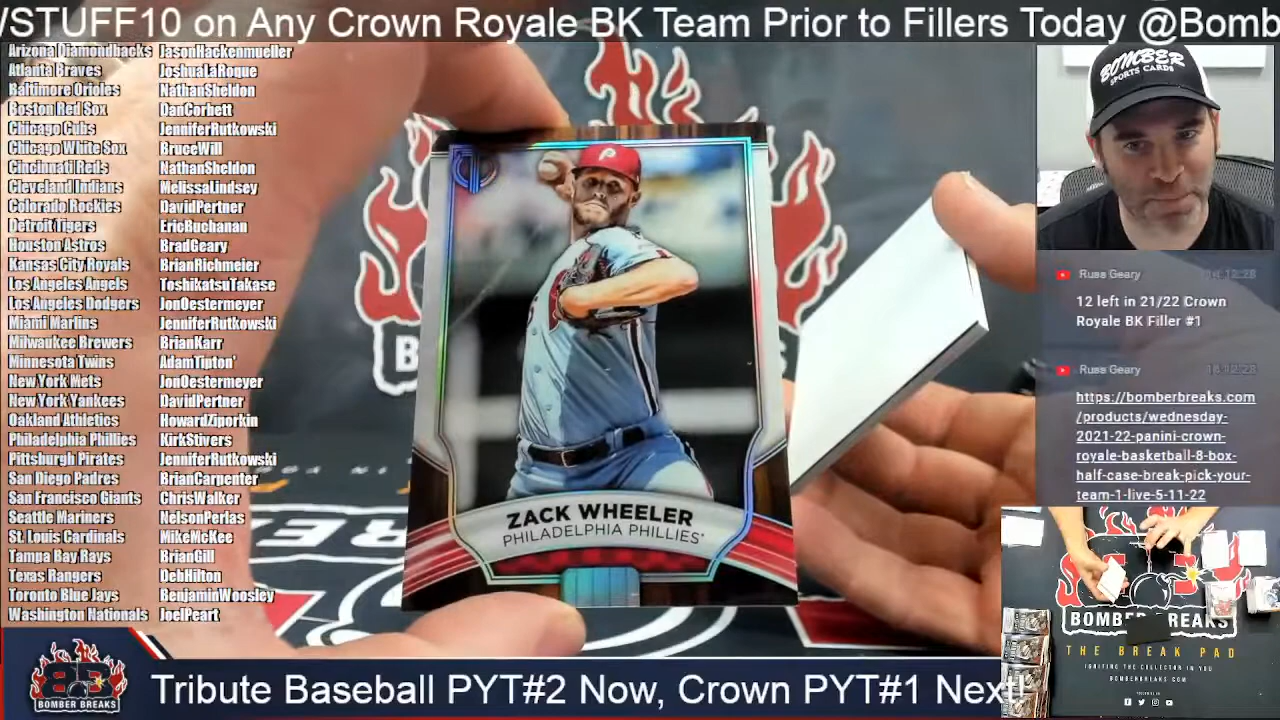 /STUFF10 on Any Crown Royale BK Team Prior to Fillers Today @Bomb
Arizona Diamondbacks JasonHackenmueller
Atlanta Braves JoshuaLaRoque
Baltimore Orioles NathanSheldon
Boston Red Sox DanCorbett
Chicago Cubs JenniferRutkowski
Chicago White Sox BruceWill
Cincinnati Reds NathanSheldon
Cleveland Indians MelissaLindsey
Colorado Rockies DavidPertner
Detroit Tigers EricBuchanan
Houston Astros BradGeary
Kansas City Royals BrianRichmeier
Los Angeles Angels ToshikatsuTakase
Los Angeles Dodgers JonOestermeyer
Miami Marlins JenniferRutkowski
Milwaukee Brewers BrianKarr
Minnesota Twins AdamTipton'
New York Mets JonOestermeyer
New York Yankees DavidPertner
Oakland Athletics HowardZiporkin
Philadelphia Phillies KirkStivers
Pittsburgh Pirates JenniferRutkowski
San Diego Padres BrianCarpenter
San Francisco Giants ChrisWalker
Seattle Mariners NelsonPerlas
St. Louis Cardinals MikeMcKee
Tampa Bay Rays BrianGill
Texas Rangers DebHilton
Toronto Blue Jays BenjaminWoosley
Washington Nationals JoelPeart
P
ZACK WHEELER
PHILADELPHIA PHILLIES
B
BOMBER
SPORTS CARDS
Russ Geary
12 left in 21/22 Crown
Royale BK Filler #1
Russ Geary
https://bomberbreaks.com
/products/wednesday-
2021-22-panini-crown-
royale-basketball-8-box-
half-case-break-pick-your-
team-1-live-5-11-22
BOMBER BREAKS
THE BREAK PAD
IGNITING THE COLLECTOR IN YOU
BOMBERBREAKS.COM
BOMBER BREAKS
Tribute Baseball PYT#2 Now, Crown PYT#1 Next!